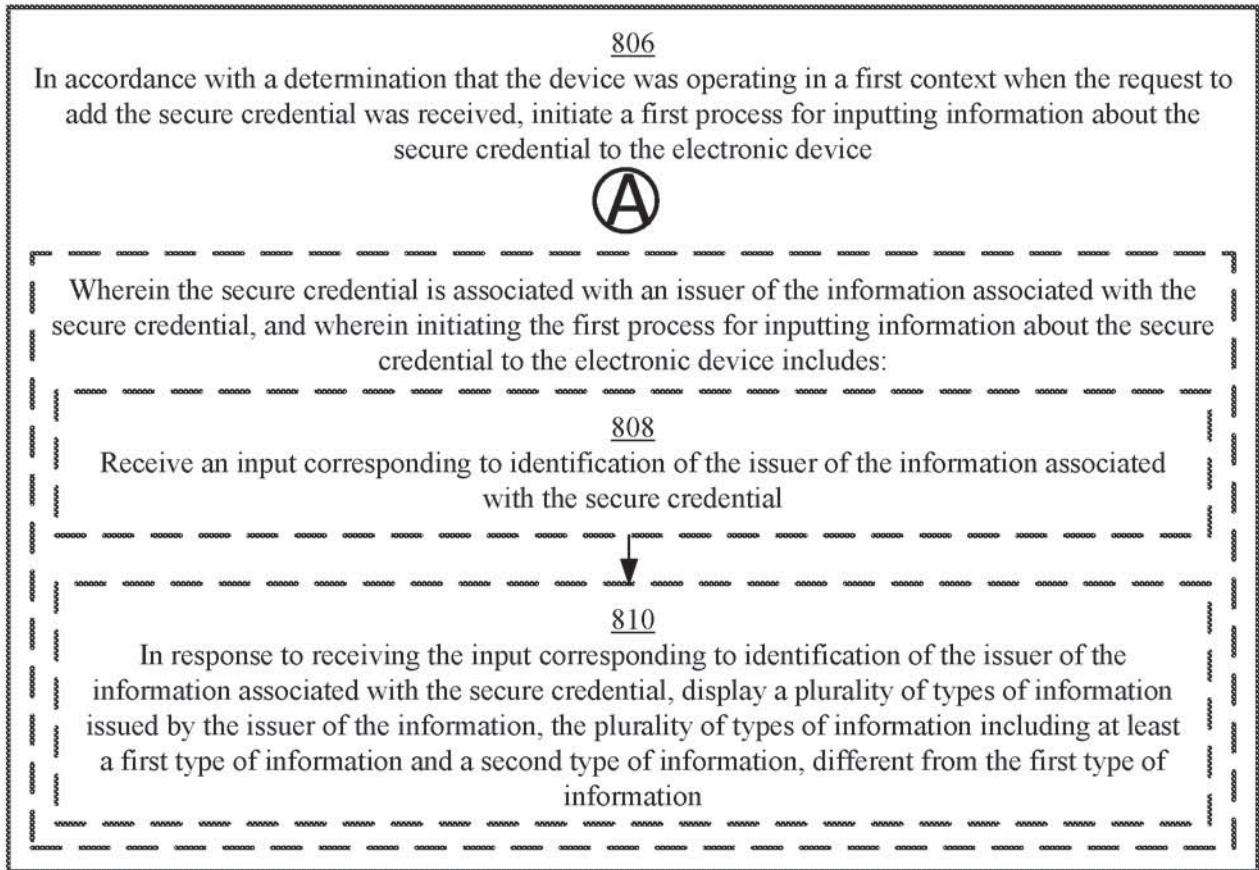 806
In accordance with a determination that the device was operating in a first context when the request to
add the secure credential was received, initiate a first process for inputting information about the
secure credential to the electronic device
A
Wherein the secure credential is associated with an issuer of the information associated with the
secure credential, and wherein initiating the first process for inputting information about the secure
credential to the electronic device includes:
808
Receive an input corresponding to identification of the issuer of the information associated
with the secure credential
810
In response to receiving the input corresponding to identification of the issuer of the
information associated with the secure credential, display a plurality of types of information
issued by the issuer of the information, the plurality of types of information including at least
a first type of information and a second type of information, different from the first type of
information